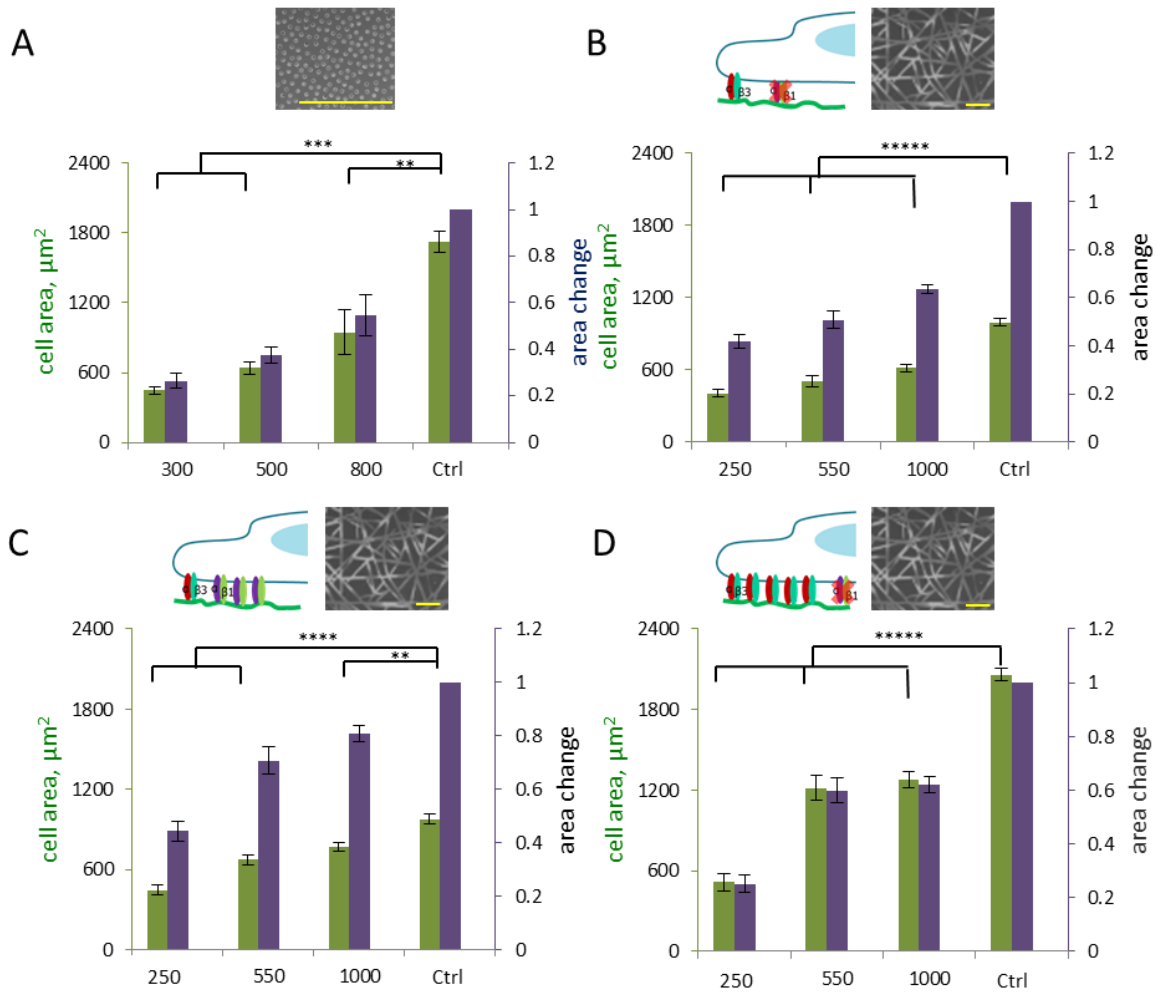 A
***
**
2400
1800
1200
600
0
cell area, µm²
1.2
1
0.8
0.6
0.4
0.2
0
area change
300 500 800 Ctrl
B
α β3
α β1
*****
2400
1800
1200
600
0
cell area, µm²
1.2
1
0.8
0.6
0.4
0.2
0
area change
250 550 1000 Ctrl
C
α β3
α β1
****
**
2400
1800
1200
600
0
cell area, µm²
1.2
1
0.8
0.6
0.4
0.2
0
area change
250 550 1000 Ctrl
D
α β3
α β1
*****
2400
1800
1200
600
0
cell area, µm²
1.2
1
0.8
0.6
0.4
0.2
0
area change
250 550 1000 Ctrl